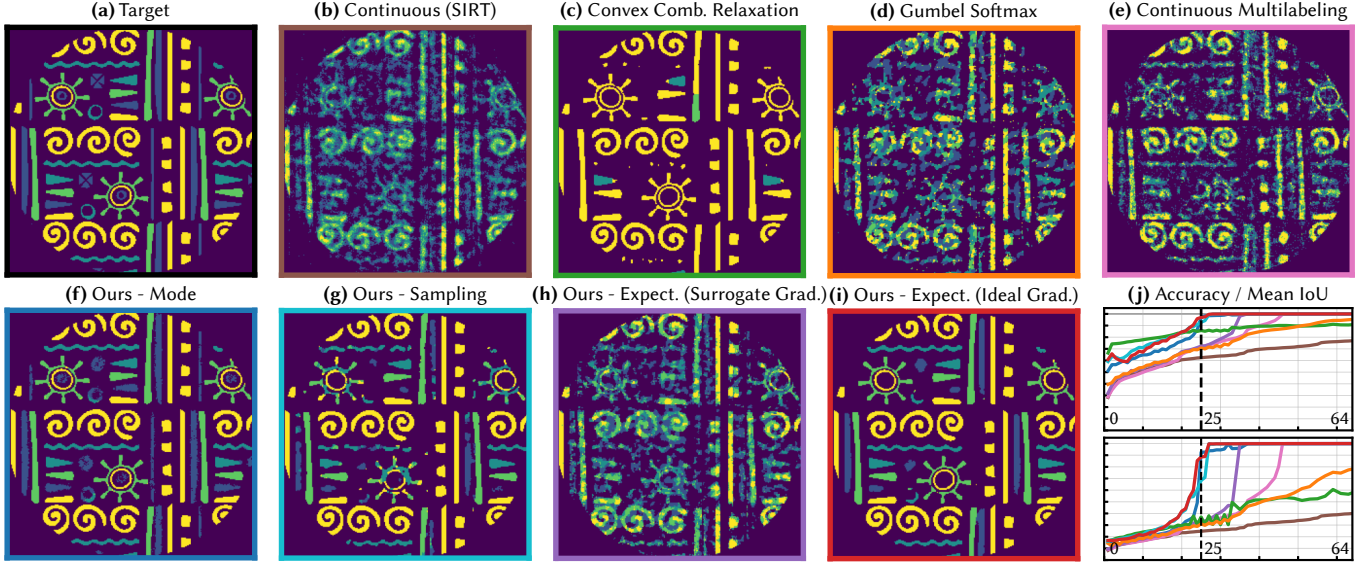 (a) Target
(b) Continuous (SIRT)
(c) Convex Comb. Relaxation
(d) Gumbel Softmax
(e) Continuous Multilabeling
(f) Ours - Mode
(g) Ours - Sampling
(h) Ours - Expect. (Surrogate Grad.)
(i) Ours - Expect. (Ideal Grad.)
(j) Accuracy / Mean IoU
0 25 64
0 25 64